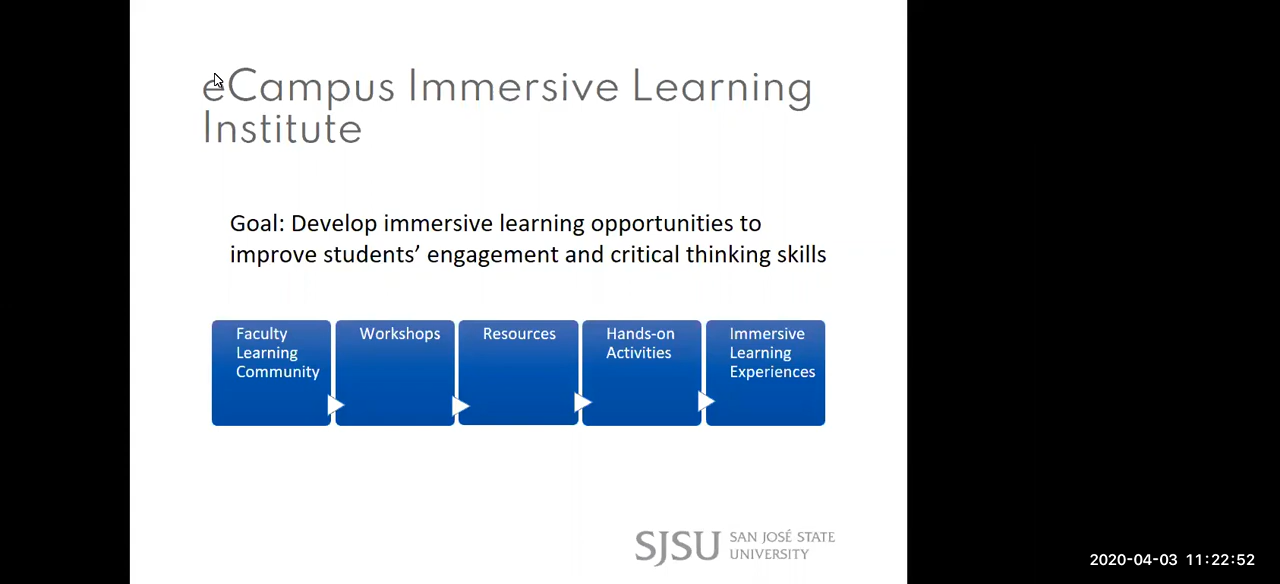 eCampus Immersive Learning
Institute
Goal: Develop immersive learning opportunities to
improve students’ engagement and critical thinking skills
Faculty
Learning
Community
Workshops
Resources
Hands-on
Activities
Immersive
Learning
Experiences
SJSU SAN JOSÉ STATE
UNIVERSITY
2020-04-03 11:22:52